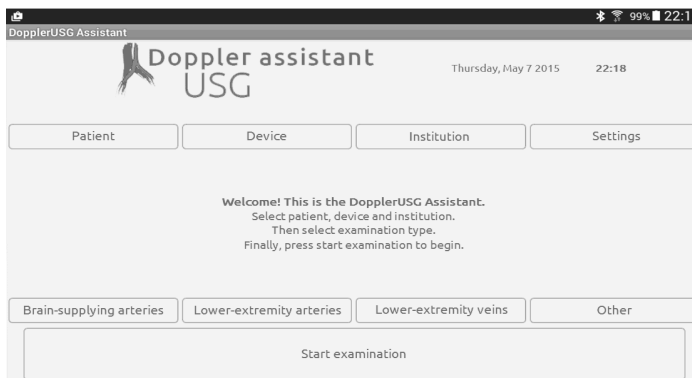 99% 22:1
DopplerUSG Assistant
Doppler assistant
USG
Thursday, May 7 2015 22:18
Patient Device Institution Settings
Welcome! This is the DopplerUSG Assistant.
Select patient, device and institution.
Then select examination type.
Finally, press start examination to begin.
Brain-supplying arteries Lower-extremity arteries Lower-extremity veins Other
Start examination